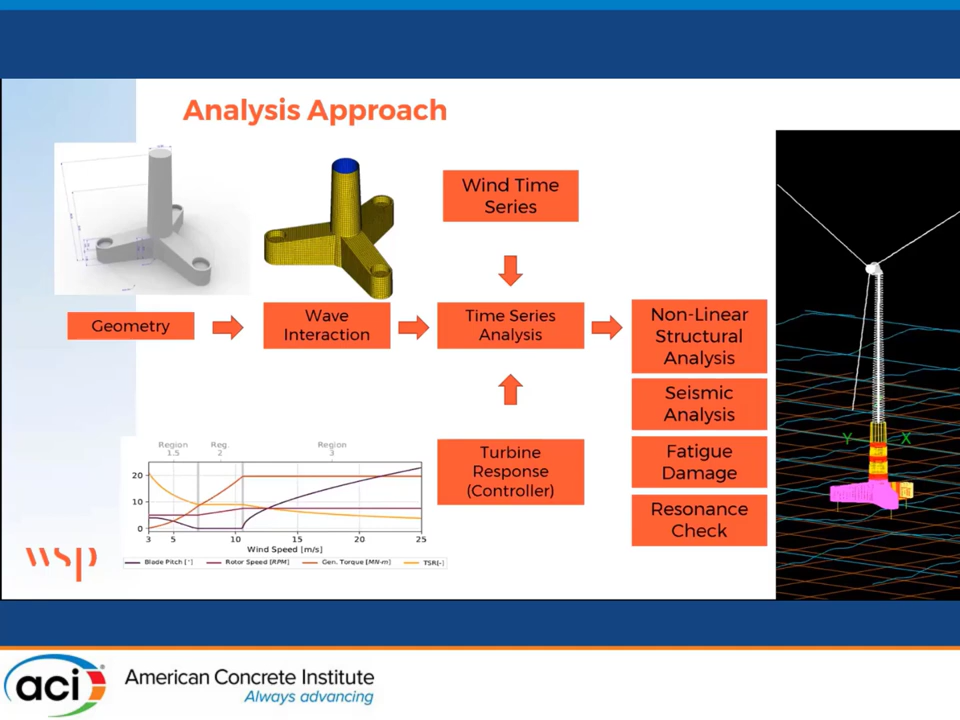 Analysis Approach
Wind Time
Series
Geometry
Wave
Interaction
Time Series
Analysis
Non-Linear
Structural
Analysis
Seismic
Analysis
Fatigue
Damage
Resonance
Check
Turbine
Response
(Controller)
Region
1.5
Reg.
2
Region
3
20
10
0
3
5
10
15
20
25
Wind Speed [m/s]
Blade Pitch [°]
Rotor Speed [RPM]
Gen. Torque [MN-m]
TSR[-]
Y
X
wsp
aci
American Concrete Institute
Always advancing